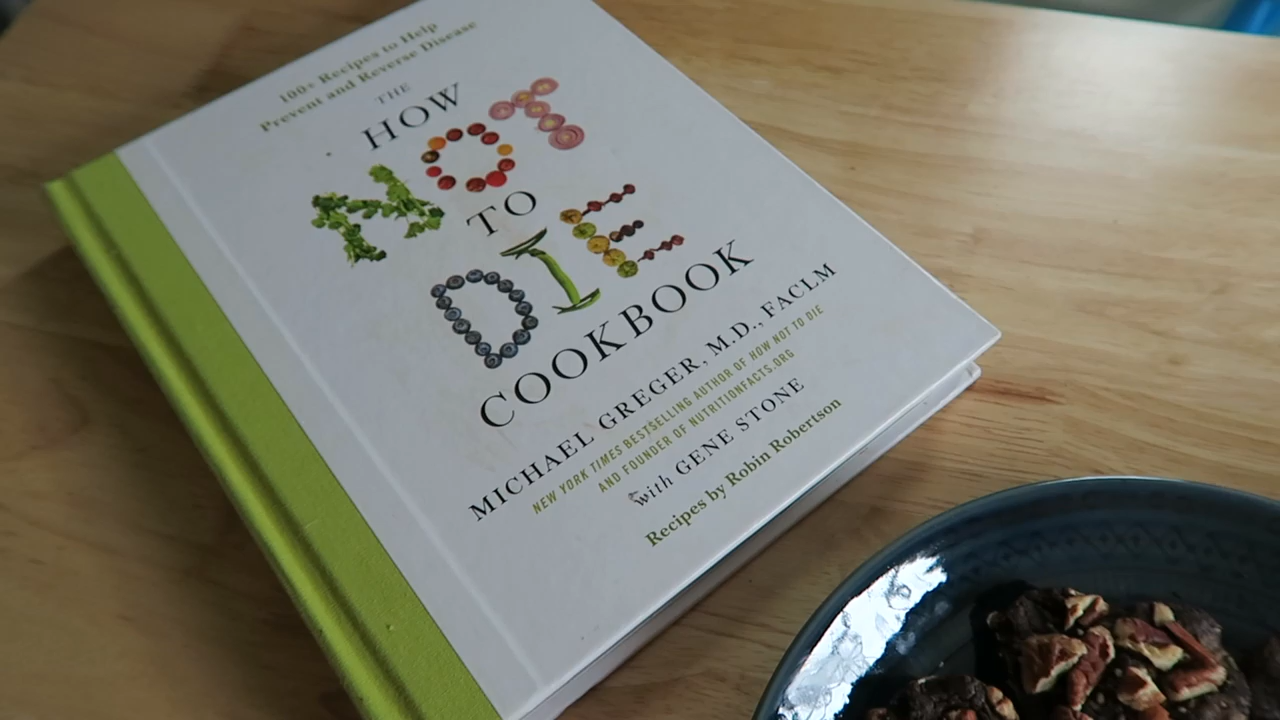 100+ Recipes to Help
Prevent and Reverse Disease
THE
HOW
NOT
TO
DIE
COOKBOOK
MICHAEL GREGER, M.D., FACLM
NEW YORK TIMES BESTSELLING AUTHOR OF HOW NOT TO DIE
AND FOUNDER OF NUTRITIONFACTS.ORG
with GENE STONE
Recipes by Robin Robertson